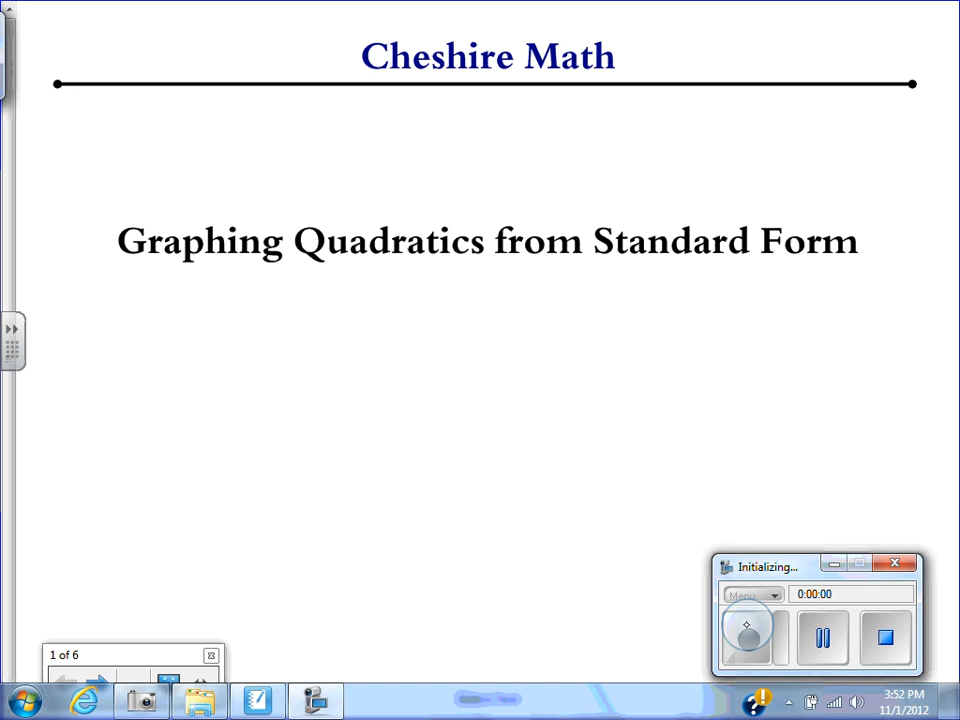 Cheshire Math
Graphing Quadratics from Standard Form
Initializing...
Menu
0:00:00
1 of 6
3:52 PM
11/1/2012